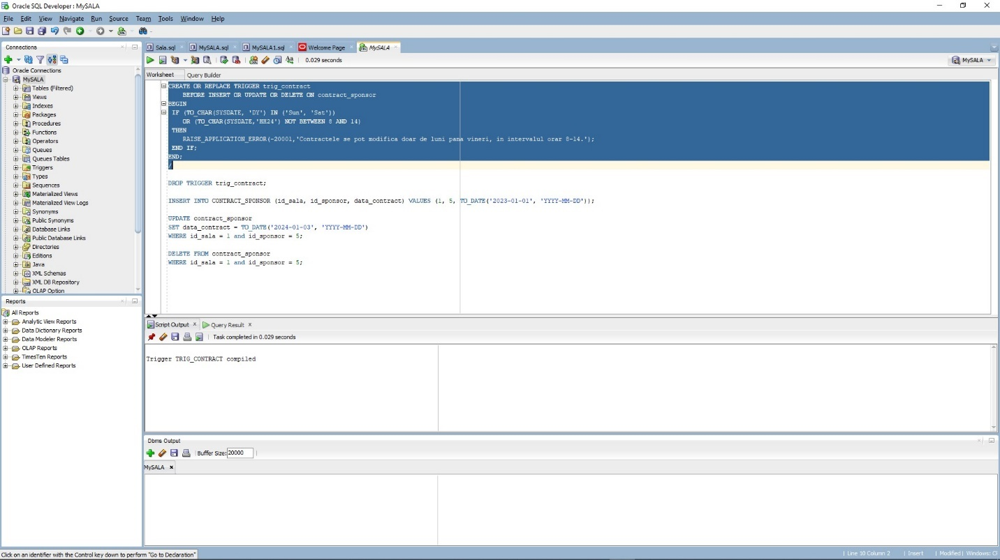 Oracle SQL Developer : MySALA
File Edit View Navigate Run Source Team Tools Window Help
Connections
Oracle Connections
MySALA
Tables (Filtered)
Views
Indexes
Packages
Procedures
Functions
Operators
Queues
Queues Tables
Triggers
Types
Sequences
Materialized Views
Materialized View Logs
Synonyms
Public Synonyms
Database Links
Public Database Links
Directories
Editions
Java
XML Schemas
XML DB Repository
OLAP Option
Reports
All Reports
Analytic View Reports
Data Dictionary Reports
Data Modeler Reports
OLAP Reports
TimesTen Reports
User Defined Reports
Sala.sql MySALA.sql MySALA1.sql Welcome Page MySALA
0.029 seconds MySALA
Worksheet Query Builder
CREATE OR REPLACE TRIGGER trig_contract
BEFORE INSERT OR UPDATE OR DELETE ON contract_sponsor
BEGIN
IF (TO_CHAR(SYSDATE, 'DY') IN ('Sun', 'Sat'))
OR (TO_CHAR(SYSDATE,'HH24') NOT BETWEEN 8 AND 14)
THEN
RAISE_APPLICATION_ERROR(-20001,'Contractele se pot modifica doar de luni pana vineri, in intervalul orar 8-14.');
END IF;
END;
/
DROP TRIGGER trig_contract;
INSERT INTO CONTRACT_SPONSOR (id_sala, id_sponsor, data_contract) VALUES (1, 5, TO_DATE('2023-01-01', 'YYYY-MM-DD'));
UPDATE contract_sponsor
SET data_contract = TO_DATE('2024-01-03', 'YYYY-MM-DD')
WHERE id_sala = 1 and id_sponsor = 5;
DELETE FROM contract_sponsor
WHERE id_sala = 1 and id_sponsor = 5;
Script Output Query Result
Task completed in 0.029 seconds
Trigger TRIG_CONTRACT compiled
Dbms Output
Buffer Size: 20000
MySALA
Click on an identifier with the Control key down to perform "Go to Declaration"
Line 10 Column 2 | Insert | Modified | Windows: Cl